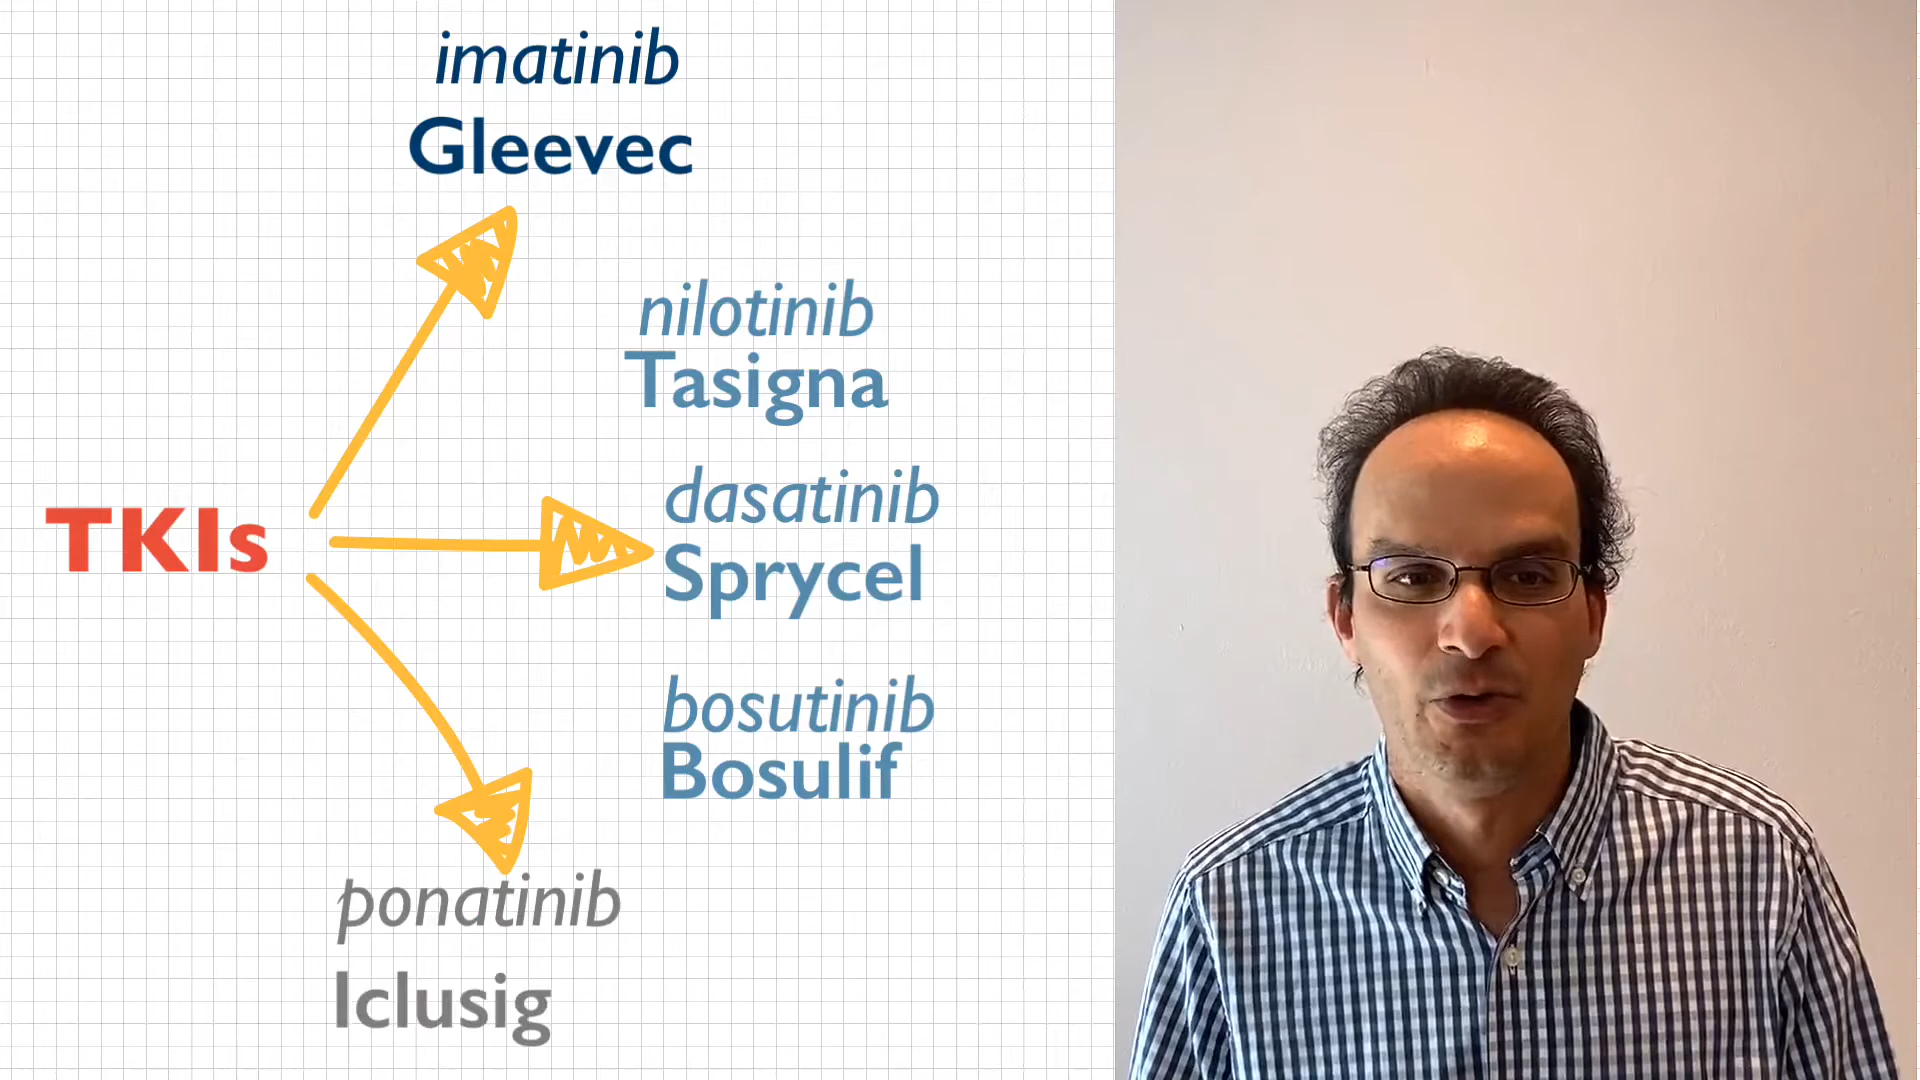 imatinib
Gleevec
nilotinib
Tasigna
dasatinib
Sprycel
TKIs
bosutinib
Bosulif
ponatinib
Iclusig